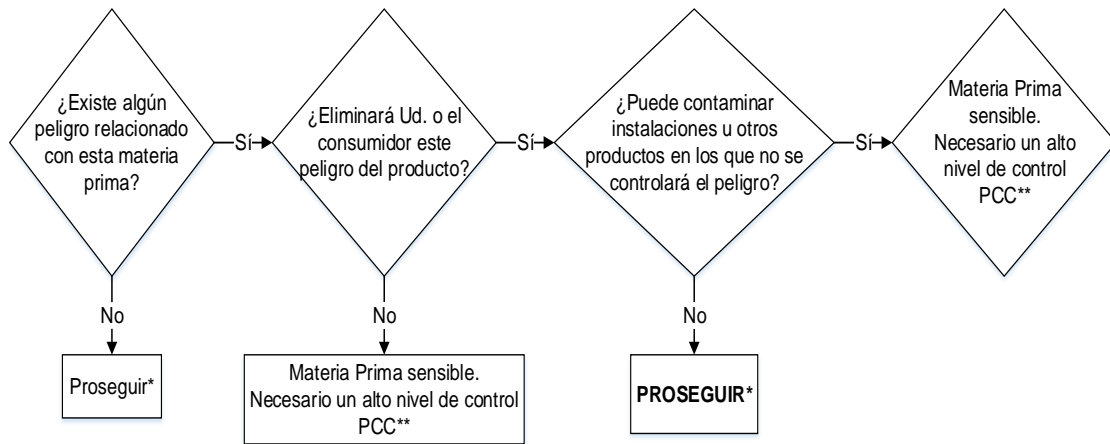 ¿Existe algún
peligro relacionado
con esta materia
prima?
Sí
¿Eliminará Ud. o el
consumidor este
peligro del producto?
Sí
¿Puede contaminar
instalaciones u otros
productos en los que no se
controlará el peligro?
Sí
Materia Prima
sensible.
Necesario un alto
nivel de control
PCC**
No
No
No
Proseguir*
Materia Prima sensible.
Necesario un alto nivel de control
PCC**
PROSEGUIR*